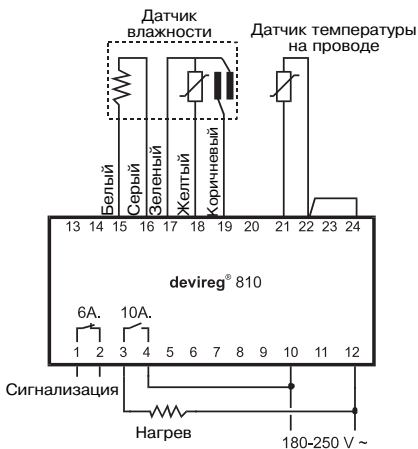 Датчик
влажности
Датчик температуры
на проводе
Белый
Серый
Зеленый
Желтый
Коричневый
13 14 15 16 17 18 19 20 21 22 23 24
devireg® 810
6А. 10А.
1 2 3 4 5 6 7 8 9 10 11 12
Сигнализация
Нагрев
180-250 V ~